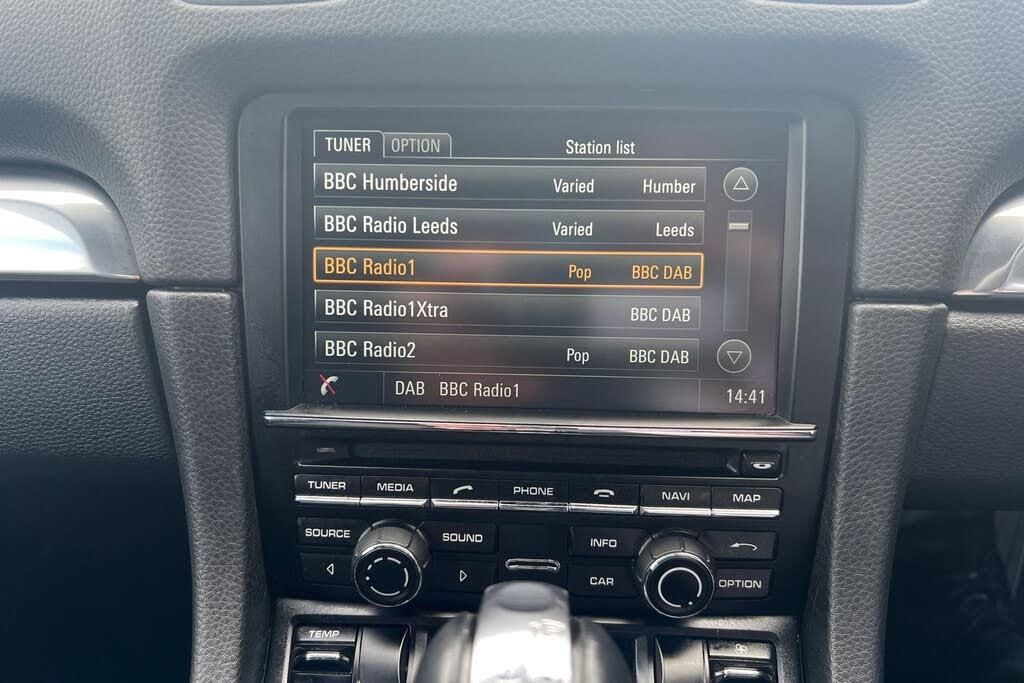 TUNER OPTION Station list
BBC Humberside Varied Humber
BBC Radio Leeds Varied Leeds
BBC Radio1 Pop BBC DAB
BBC Radio1Xtra BBC DAB
BBC Radio2 Pop BBC DAB
DAB BBC Radio1 14:41
TUNER MEDIA PHONE NAVI MAP
SOURCE SOUND INFO
CAR OPTION
TEMP